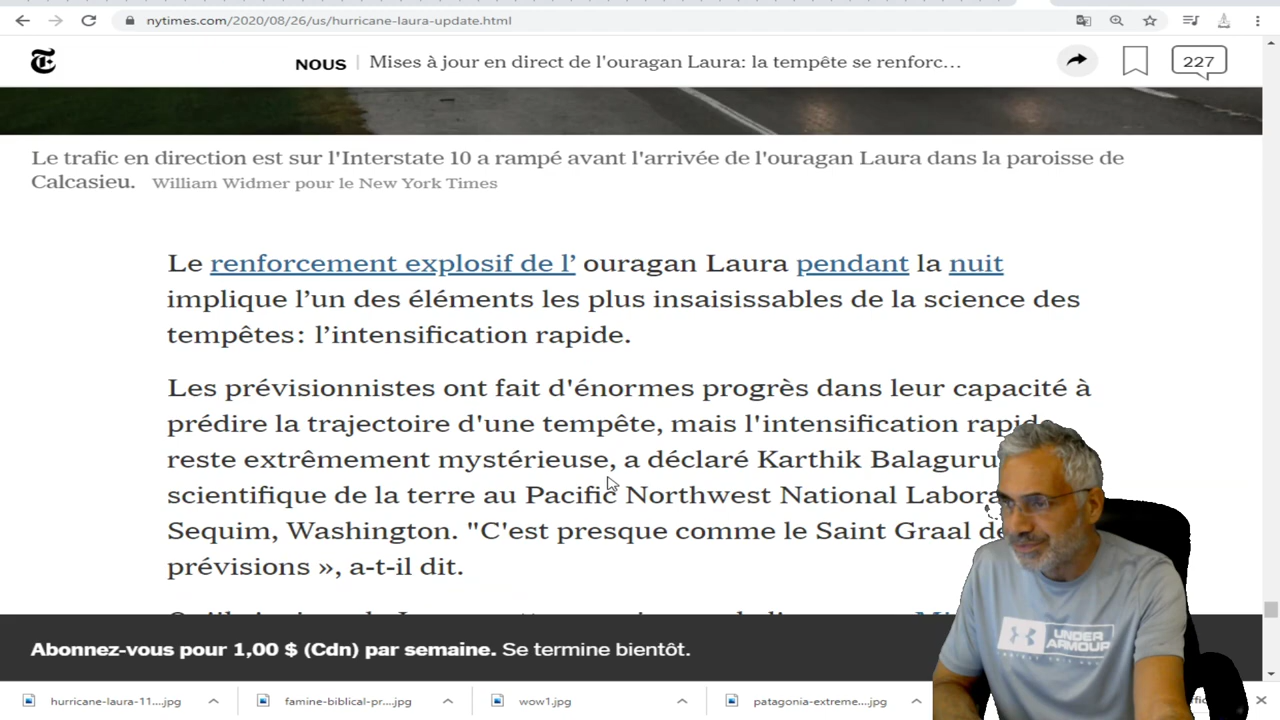 nytimes.com/2020/08/26/us/hurricane-laura-update.html
NOUS | Mises à jour en direct de l'ouragan Laura: la tempête se renforc... 227
Le trafic en direction est sur l'Interstate 10 a rampé avant l'arrivée de l'ouragan Laura dans la paroisse de
Calcasieu. William Widmer pour le New York Times
Le renforcement explosif de l’ ouragan Laura pendant la nuit
implique l’un des éléments les plus insaisissables de la science des
tempêtes: l’intensification rapide.
Les prévisionnistes ont fait d'énormes progrès dans leur capacité à
prédire la trajectoire d'une tempête, mais l'intensification rapide
reste extrêmement mystérieuse, a déclaré Karthik Balaguru
scientifique de la terre au Pacific Northwest National
Sequim, Washington. "C'est presque comme le Saint Graal
prévisions », a-t-il dit.
Abonnez-vous pour 1,00 $ (Cdn) par semaine. Se termine bientôt.
UNDER
ARMOUR
hurricane-laura-11....jpg famine-biblical-pr....jpg wow1.jpg patagonia-extreme....jpg